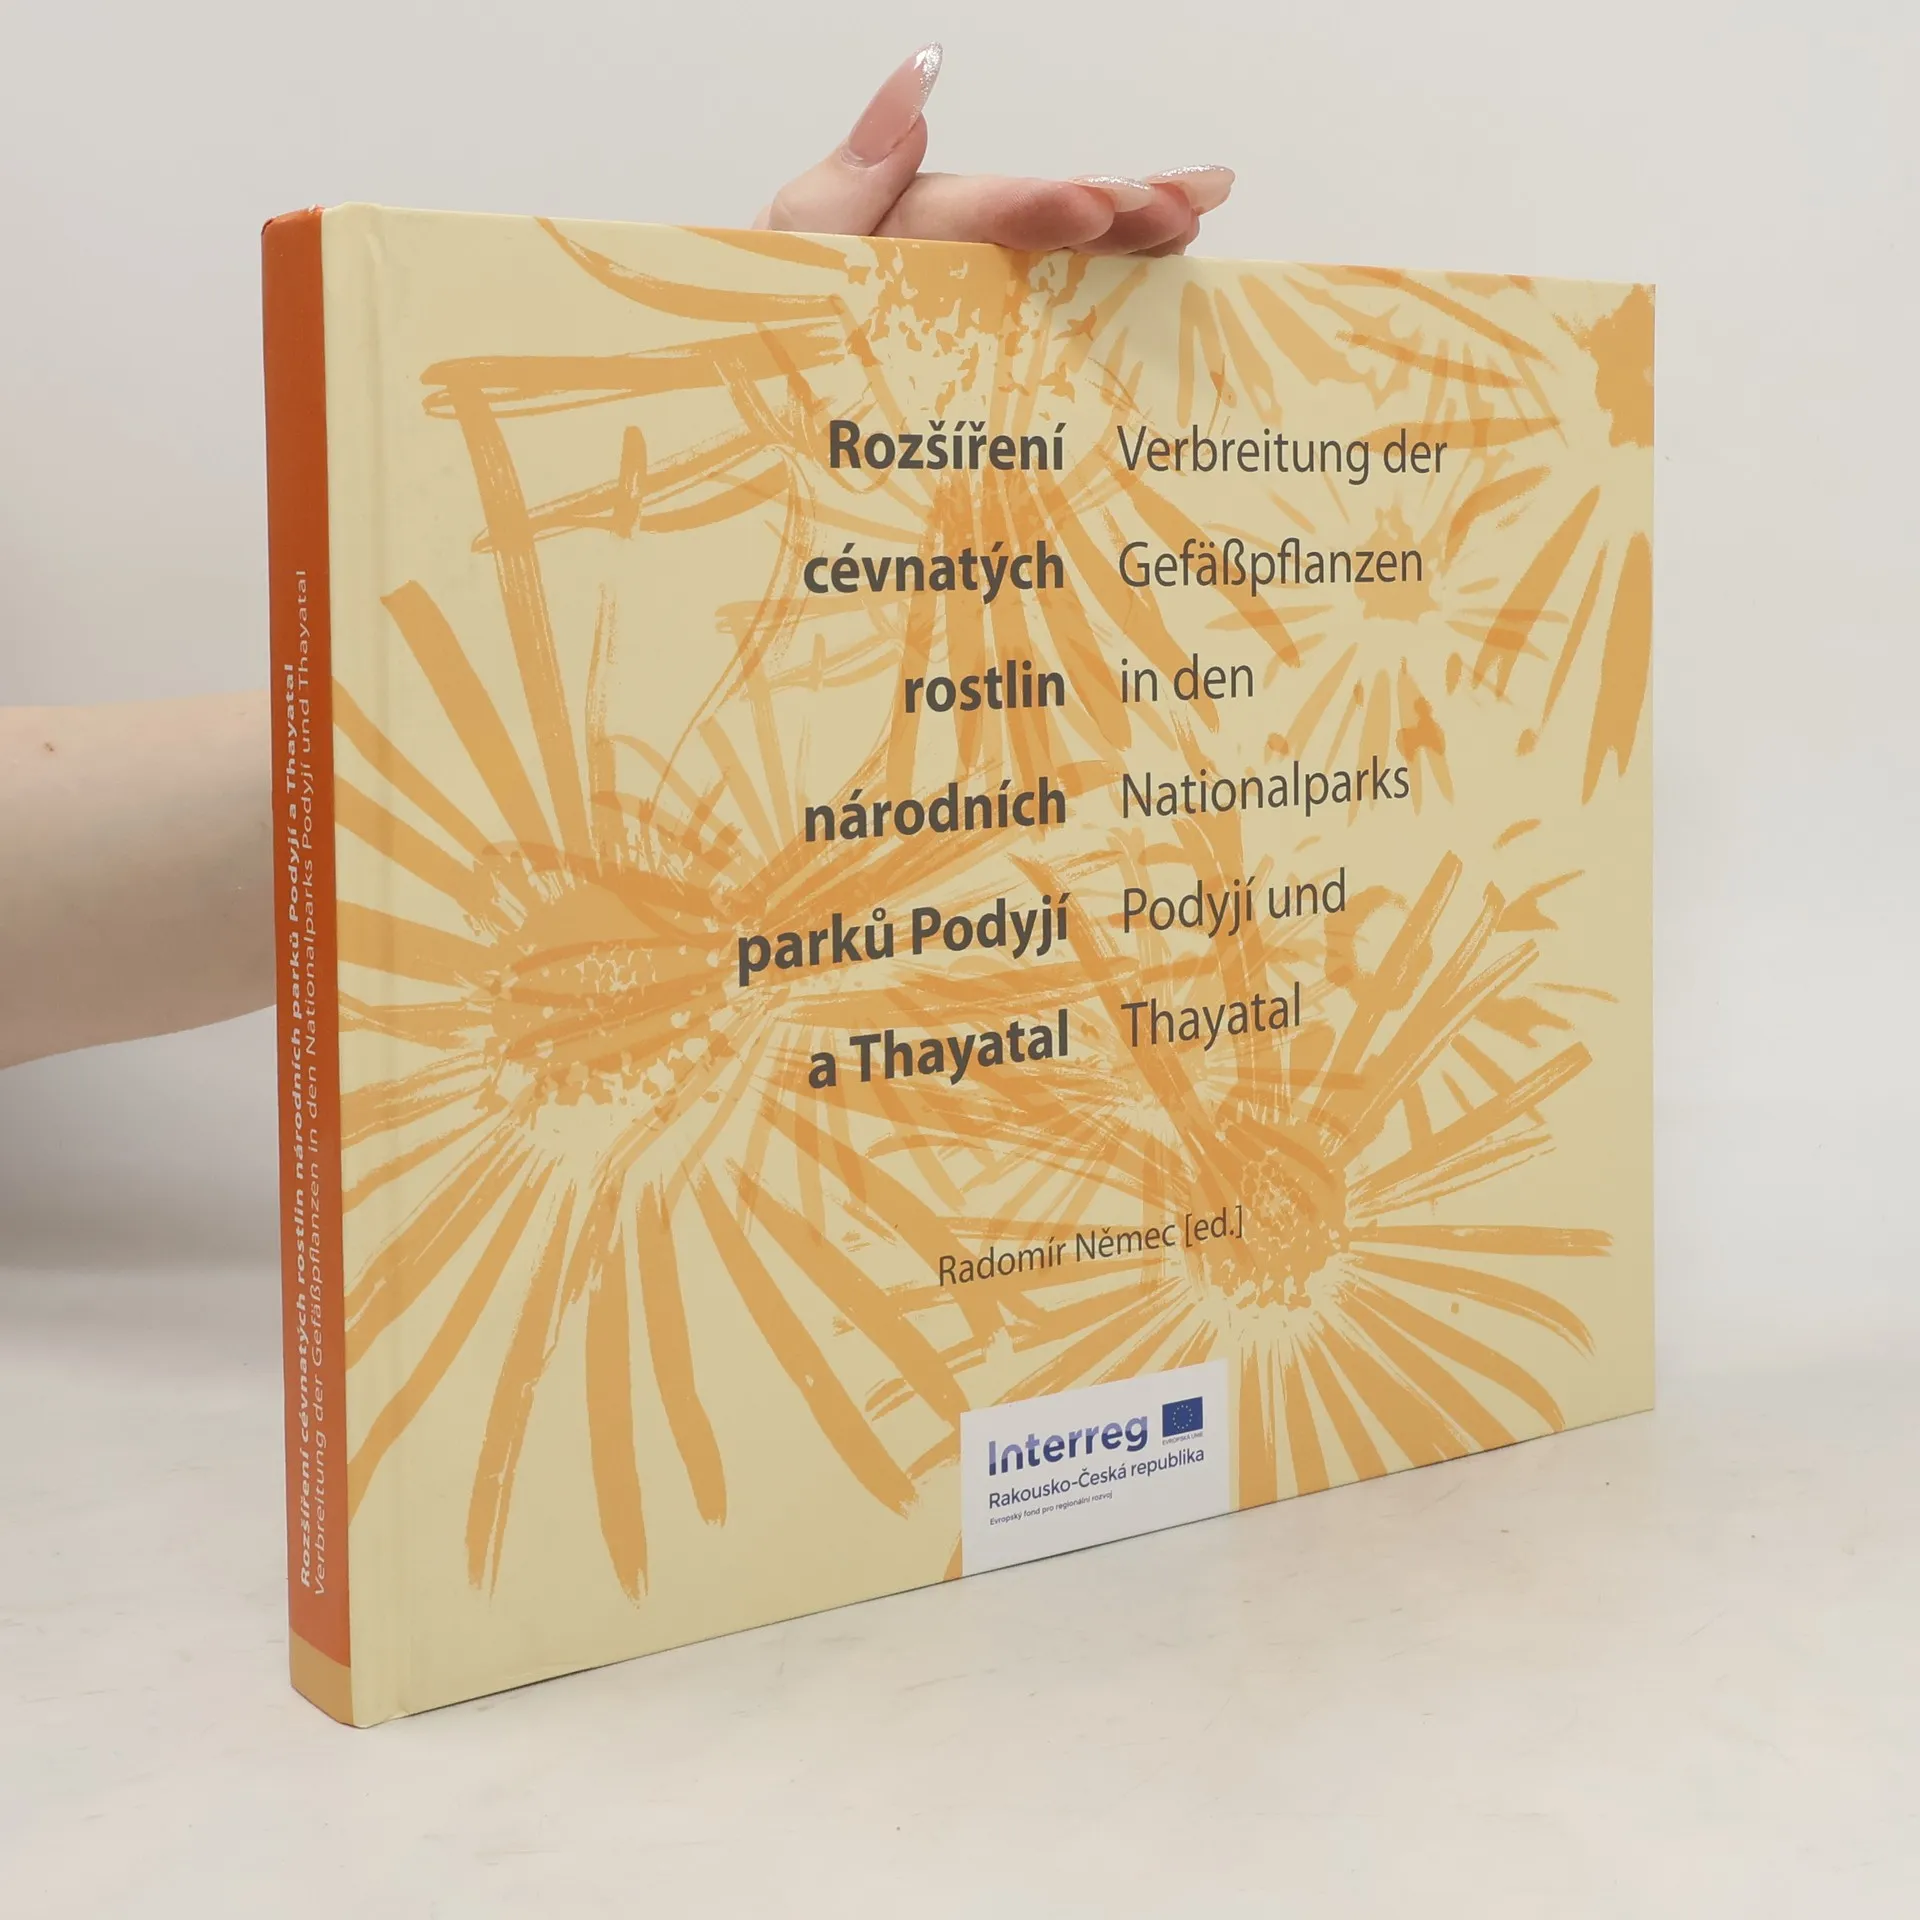 Rozšíření
cévnatých
rostlin
národních
parků Podyjí
a Thayatal
Verbreitung der
Gefäßpflanzen
in den
Nationalparks
Podyjí und
Thayatal
Radomír Němec [ed.]
Interreg
EVROPSKÁ UNIE
Rakousko-Česká republika
Evropský fond pro regionální rozvoj
Rozšíření cévnatých rostlin národních parků Podyjí a Thayatal
Verbreitung der Gefäßpflanzen in den Nationalparks Podyjí und Thayatal